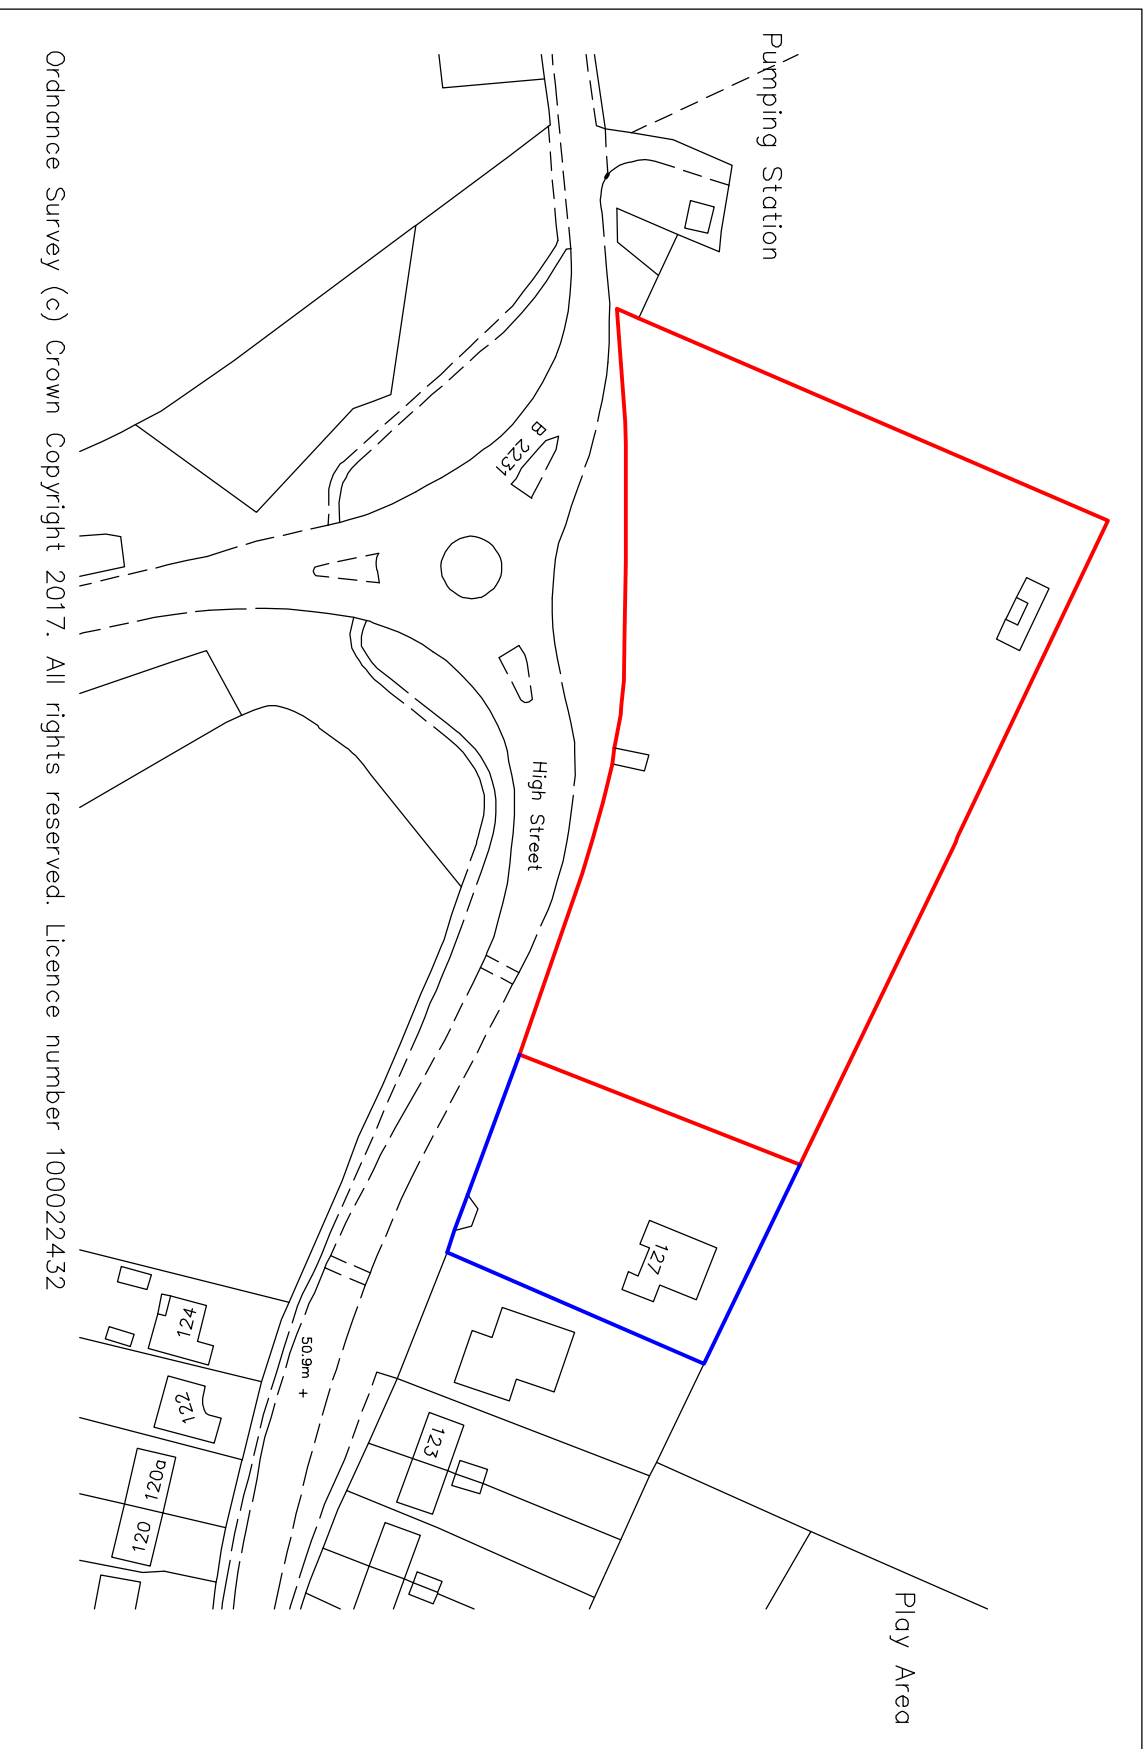 Pumping Station
B 2231
High Street
Play Area
127
123
50.9m +
124
122
120a
120
Ordnance Survey (c) Crown Copyright 2017. All rights reserved. Licence number 100022432